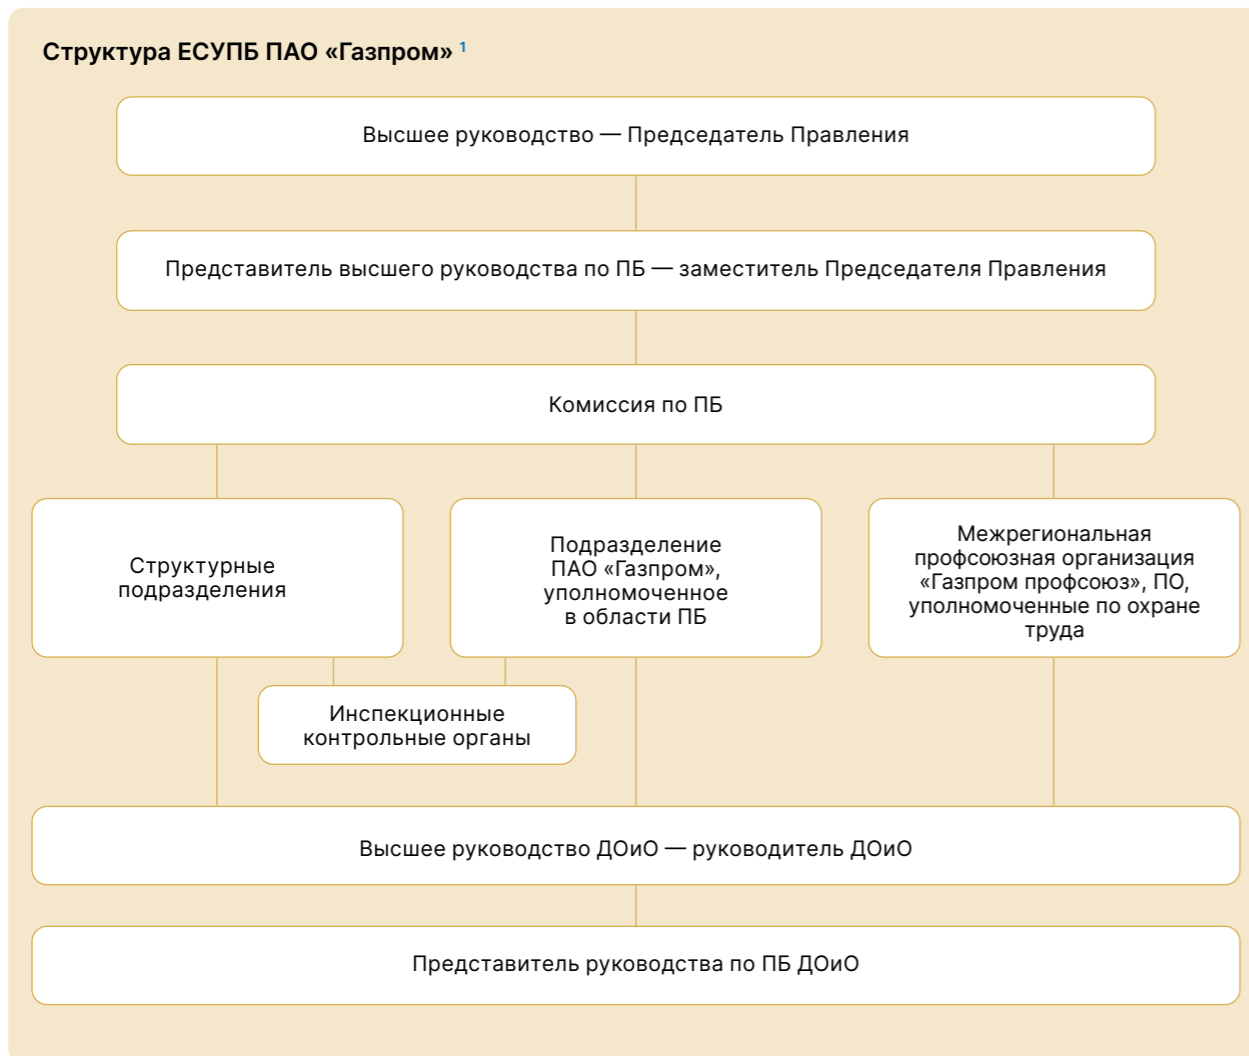 Структура ЕСУПБ ПАО «Газпром» 1
Высшее руководство — Председатель Правления
Представитель высшего руководства по ПБ — заместитель Председателя Правления
Комиссия по ПБ
Структурные
подразделения
Подразделение
ПАО «Газпром»,
уполномоченное
в области ПБ
Межрегиональная
профсоюзная организация
«Газпром профсоюз», ПО,
уполномоченные по охране
труда
Инспекционные
контрольные органы
Высшее руководство ДОиО — руководитель ДОиО
Представитель руководства по ПБ ДОиО